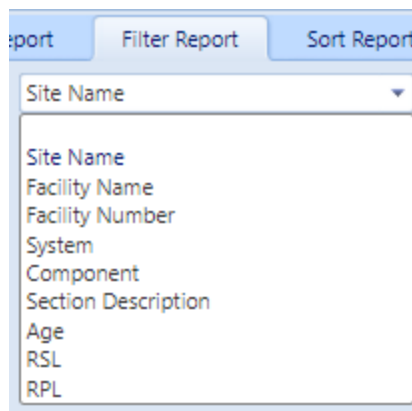 eport Filter Report Sort Report
Site Name
Site Name
Facility Name
Facility Number
System
Component
Section Description
Age
RSL
RPL